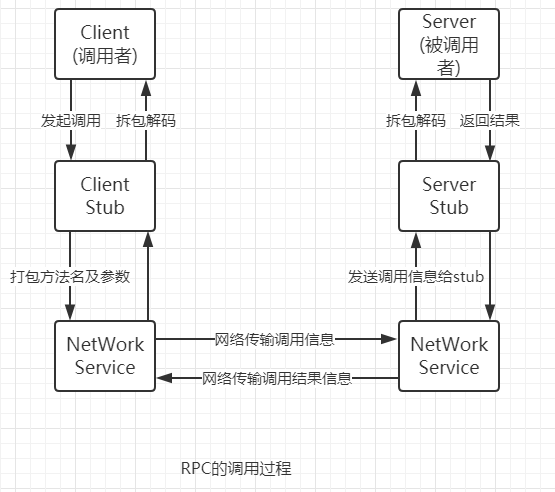 Client
(调用者)
Server
(被调用
者)
发起调用
拆包解码
拆包解码
返回结果
Client
Stub
Server
Stub
打包方法名及参数
发送调用信息给stub
NetWork
Service
网络传输调用信息
网络传输调用结果信息
NetWork
Service
RPC的调用过程